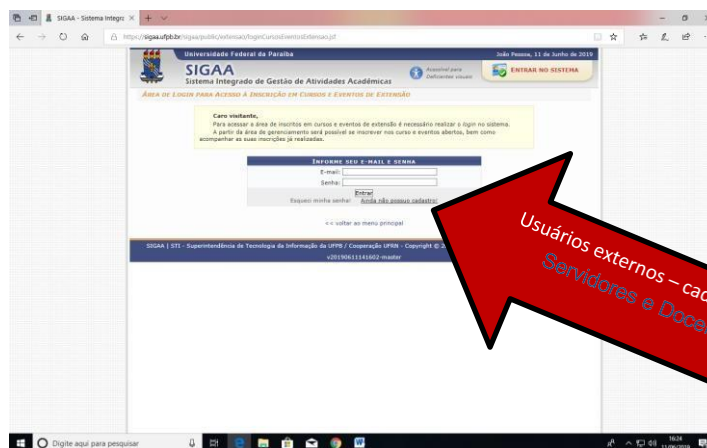 SIGAA - Sistema Integra
https://sigaa.ufpb.br/sigaa/public/extensao/loginCursosEventosExtensao.jsf
Universidade Federal da Paraíba
João Pessoa, 11 de Junho de 2019
SIGAA
Sistema Integrado de Gestão de Atividades Acadêmicas
Acessível para
Deficientes visuais
ENTRAR NO SISTEMA
ÁREA DE LOGIN PARA ACESSO À INSCRIÇÃO EM CURSOS E EVENTOS DE EXTENSÃO
Caro visitante,
Para acessar a área de inscritos em cursos e eventos de extensão é necessário realizar o login no sistema.
A partir da área de gerenciamento será possível se inscrever nos curso e eventos abertos, bem como
acompanhar as suas inscrições já realizadas.
INFORME SEU E-MAIL E SENHA
E-mail:
Senha:
Entrar
Esqueci minha senha! Ainda não possuo cadastro!
<< voltar ao menu principal
SIGAA | STI - Superintendência de Tecnologia da Informação da UFPB / Cooperação UFRN - Copyright ©
v20190611141602-master
Usuários externos – cad
Servidores e Docen
Digite aqui para pesquisar
16:24
11/06/2019